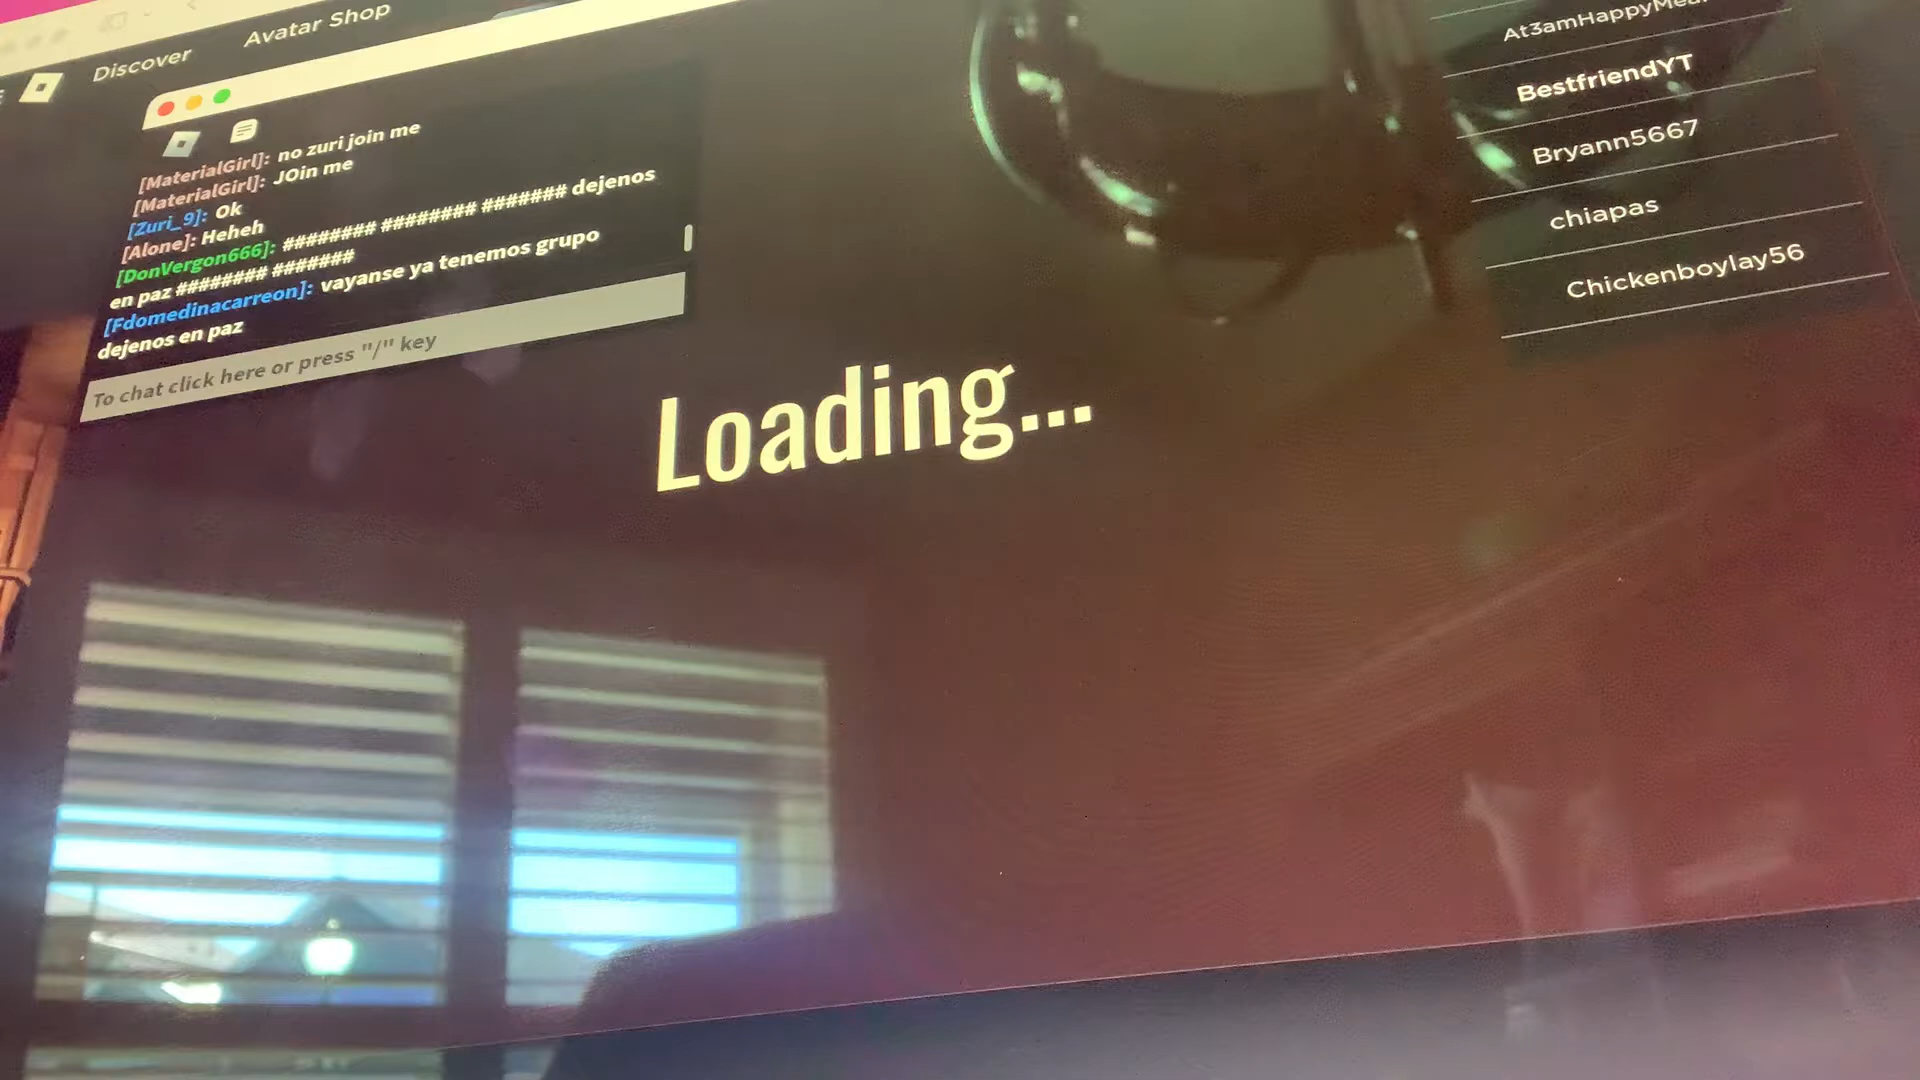 Discover
Avatar Shop
[MaterialGirl]: no zuri join me
[MaterialGirl]: JOin me
[Zuri_9]: Ok
[Alone]: Heheh
[DonVergon666]: ######## ######## ####### dejenos
en paz ######## #######
[Fdomedinacarreon]: vayanse ya tenemos grupo
dejenos en paz
To chat click here or press "/" key
Loading...
BestfriendYT
Bryann5667
chiapas
Chickenboylay56